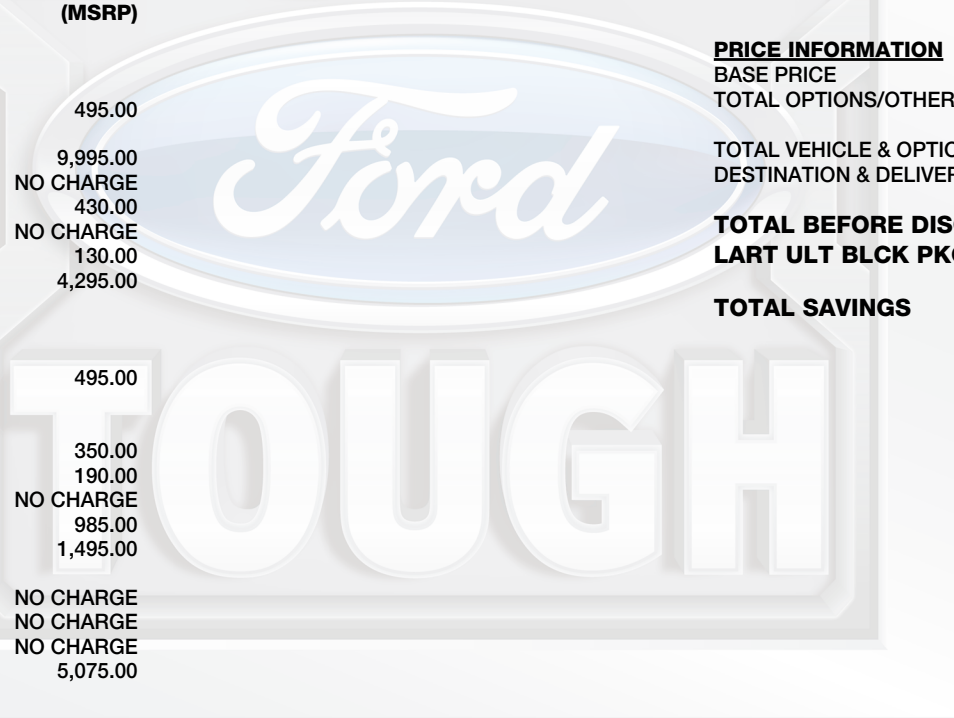 (MSRP)
495.00
9,995.00
NO CHARGE
430.00
NO CHARGE
130.00
4,295.00
495.00
350.00
190.00
NO CHARGE
985.00
1,495.00
NO CHARGE
NO CHARGE
NO CHARGE
5,075.00
PRICE INFORMATION
BASE PRICE
TOTAL OPTIONS/OTHER
TOTAL VEHICLE & OPTIO
DESTINATION & DELIVER
TOTAL BEFORE DISC
LART ULT BLCK PKG
TOTAL SAVINGS
Ford
TOUGH